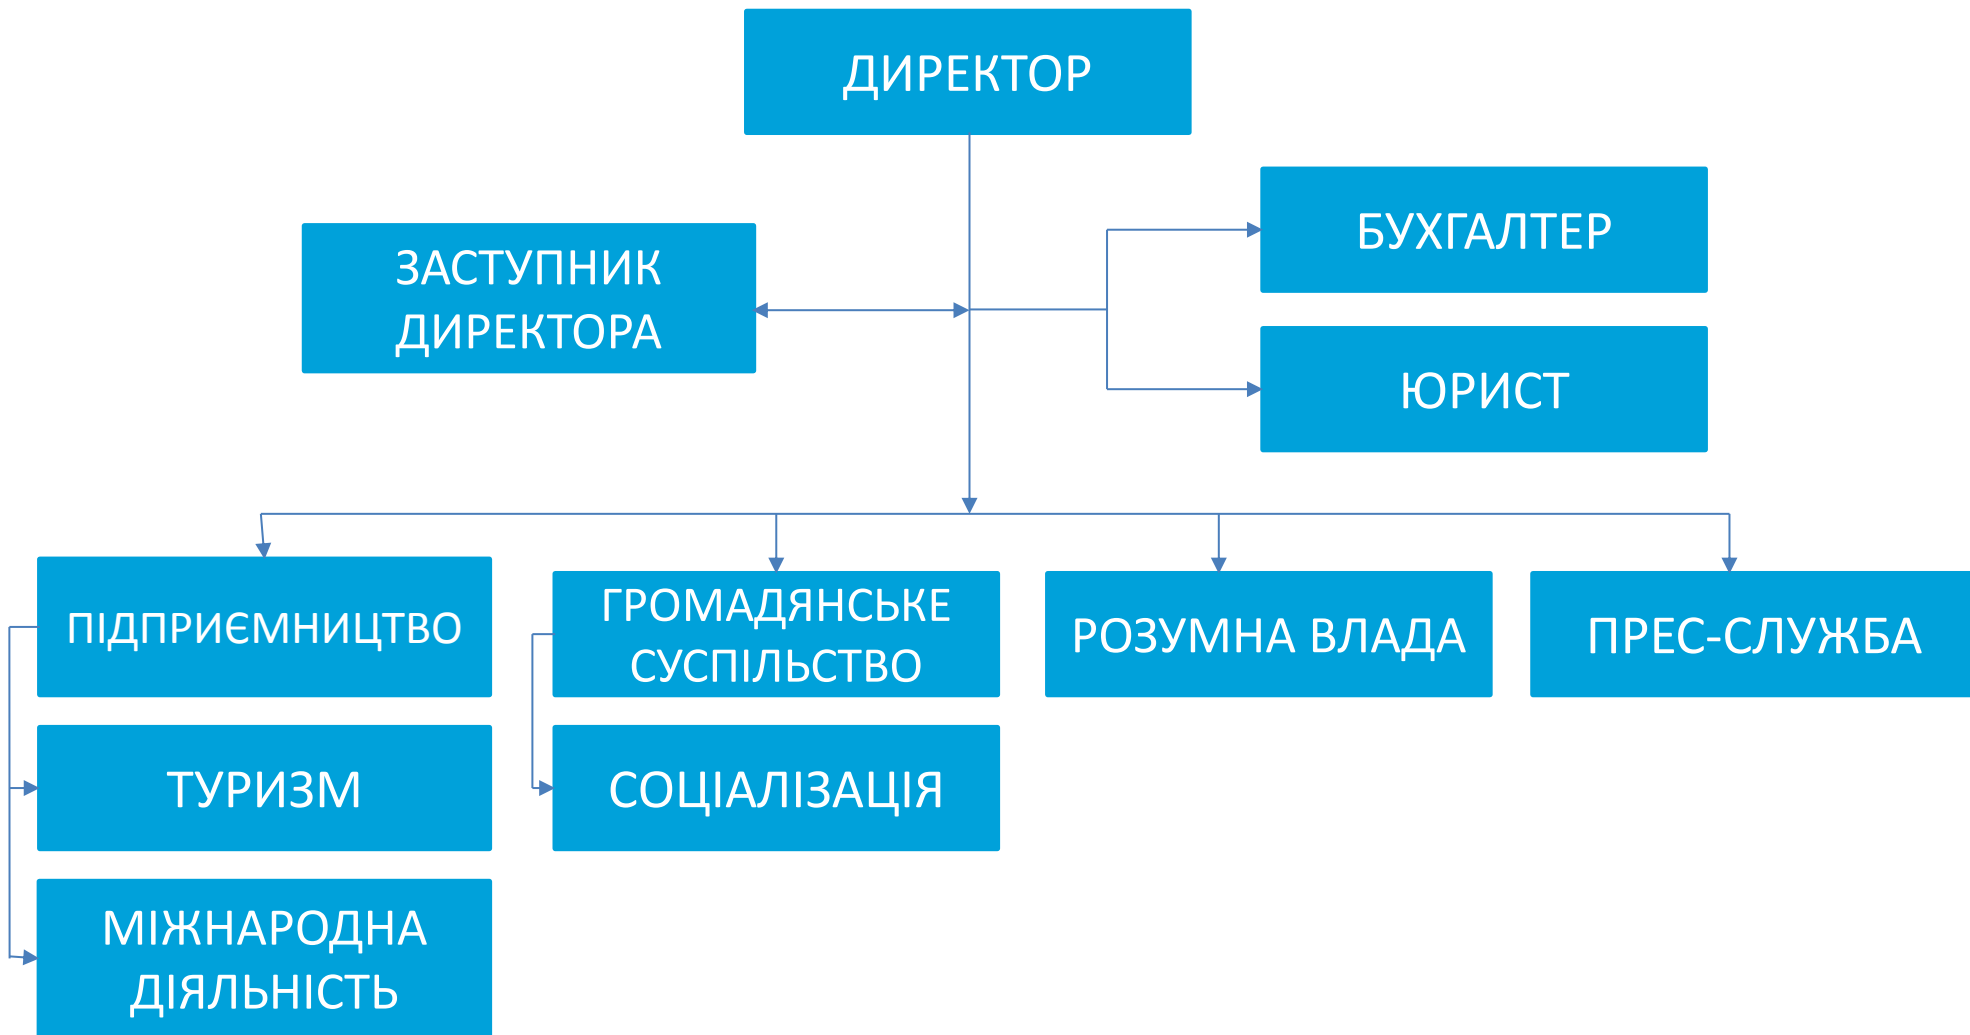 ДИРЕКТОР
БУХГАЛТЕР
ЗАСТУПНИК
ДИРЕКТОРА
ЮРИСТ
ПІДПРИЄМНИЦТВО
ГРОМАДЯНСЬКЕ
СУСПІЛЬСТВО
РОЗУМНА ВЛАДА
ПРЕС-СЛУЖБА
ТУРИЗМ
СОЦІАЛІЗАЦІЯ
МІЖНАРОДНА
ДІЯЛЬНІСТЬ